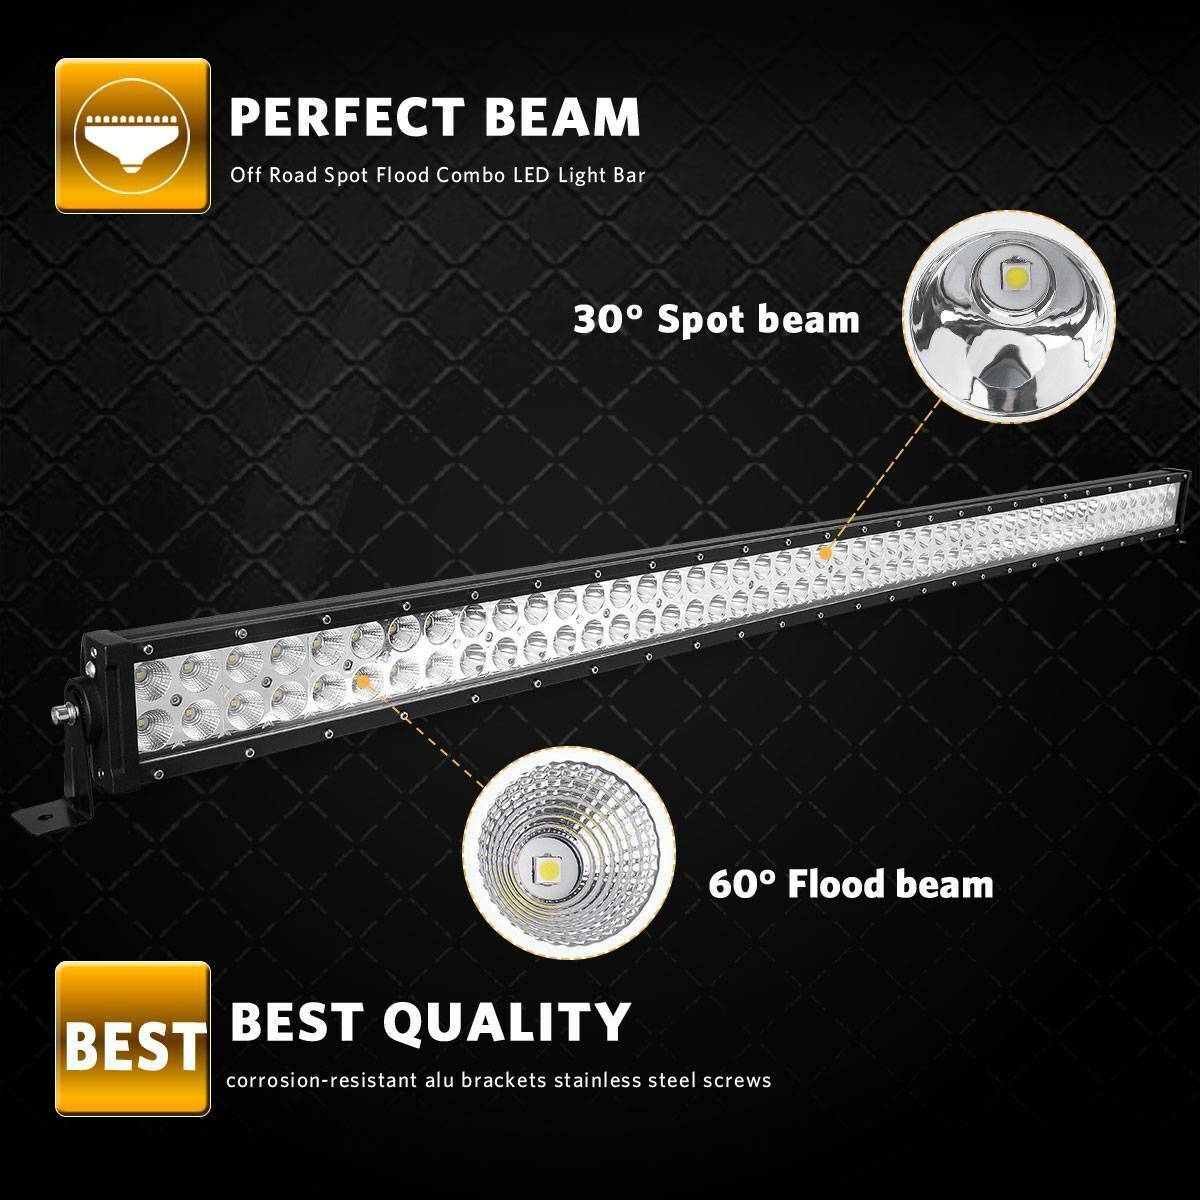 PERFECT BEAM
Off Road Spot Flood Combo LED Light Bar
30° Spot beam
60° Flood beam
BEST
BEST QUALITY
corrosion-resistant alu brackets stainless steel screws